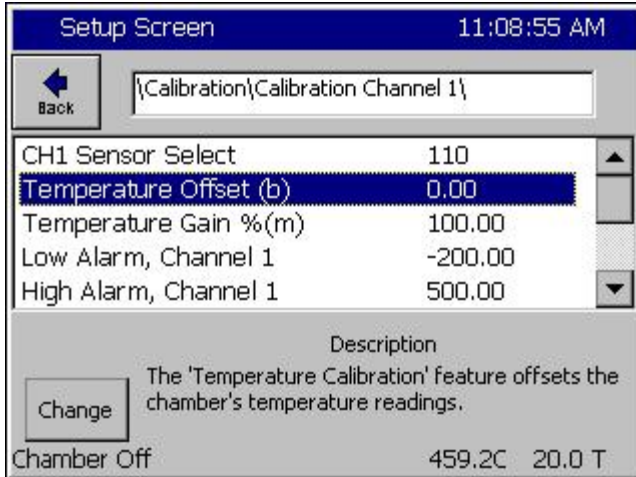 Setup Screen 11:08:55 AM
Back
\Calibration\Calibration Channel 1\
CH1 Sensor Select 110
Temperature Offset (b) 0.00
Temperature Gain %(m) 100.00
Low Alarm, Channel 1 -200.00
High Alarm, Channel 1 500.00
Description
The 'Temperature Calibration' feature offsets the
chamber's temperature readings.
Change
Chamber Off 459.2C 20.0 T